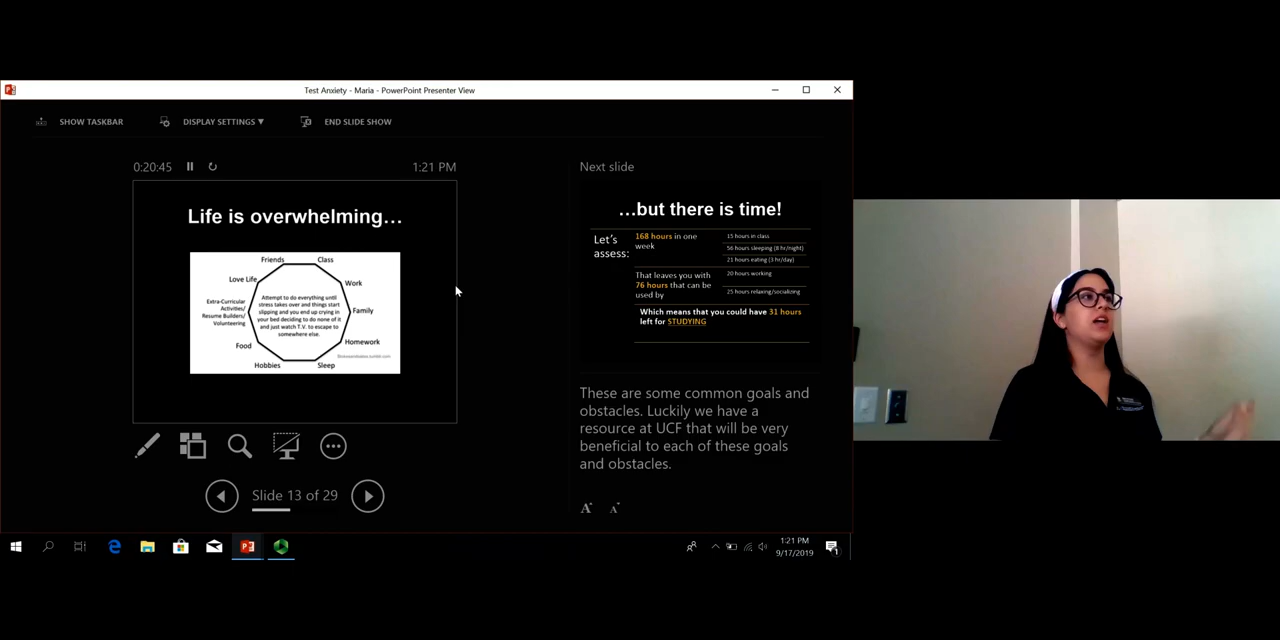 Test Anxiety - Maria - PowerPoint Presenter View
SHOW TASKBAR
DISPLAY SETTINGS ▼
END SLIDE SHOW
0:20:45
1:21 PM
Life is overwhelming...
Friends
Class
Love Life
Work
Extra-Curricular
Activities/
Resume Builders/
Volunteering
Family
Food
Homework
Hobbies
Sleep
Attempt to do everything until
stress takes over and things start
slipping and you end up crying in
your bed deciding to do none of it
and just watch T.V. to escape to
somewhere else.
Slide 13 of 29
Next slide
...but there is time!
Let's
assess:
168 hours in one
week
15 hours in class
56 hours sleeping (8 hr/night)
21 hours eating (3 hr/day)
That leaves you with
76 hours that can be
used by
20 hours working
25 hours relaxing/socializing
Which means that you could have 31 hours
left for STUDYING
These are some common goals and
obstacles. Luckily we have a
resource at UCF that will be very
beneficial to each of these goals
and obstacles.
A A
1:21 PM
9/17/2019